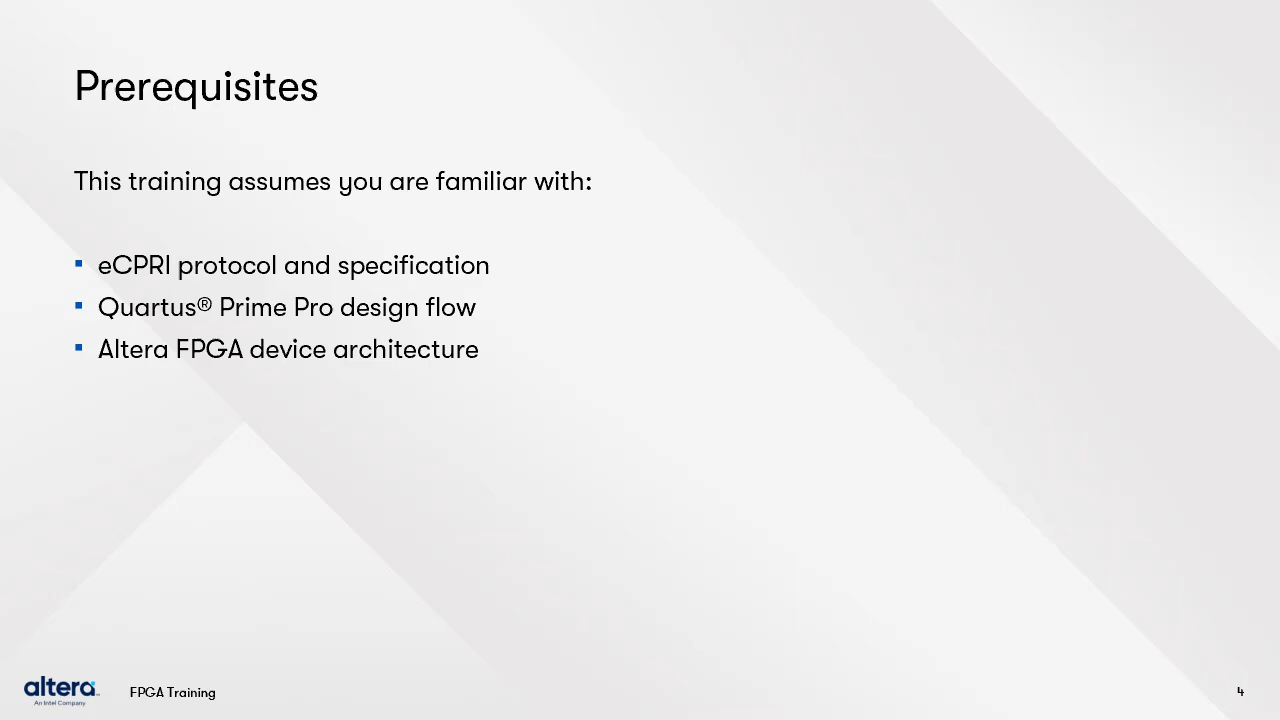 Prerequisites
This training assumes you are familiar with:
▪ eCPRI protocol and specification
▪ Quartus® Prime Pro design flow
▪ Altera FPGA device architecture
altera™
An Intel Company
FPGA Training
4